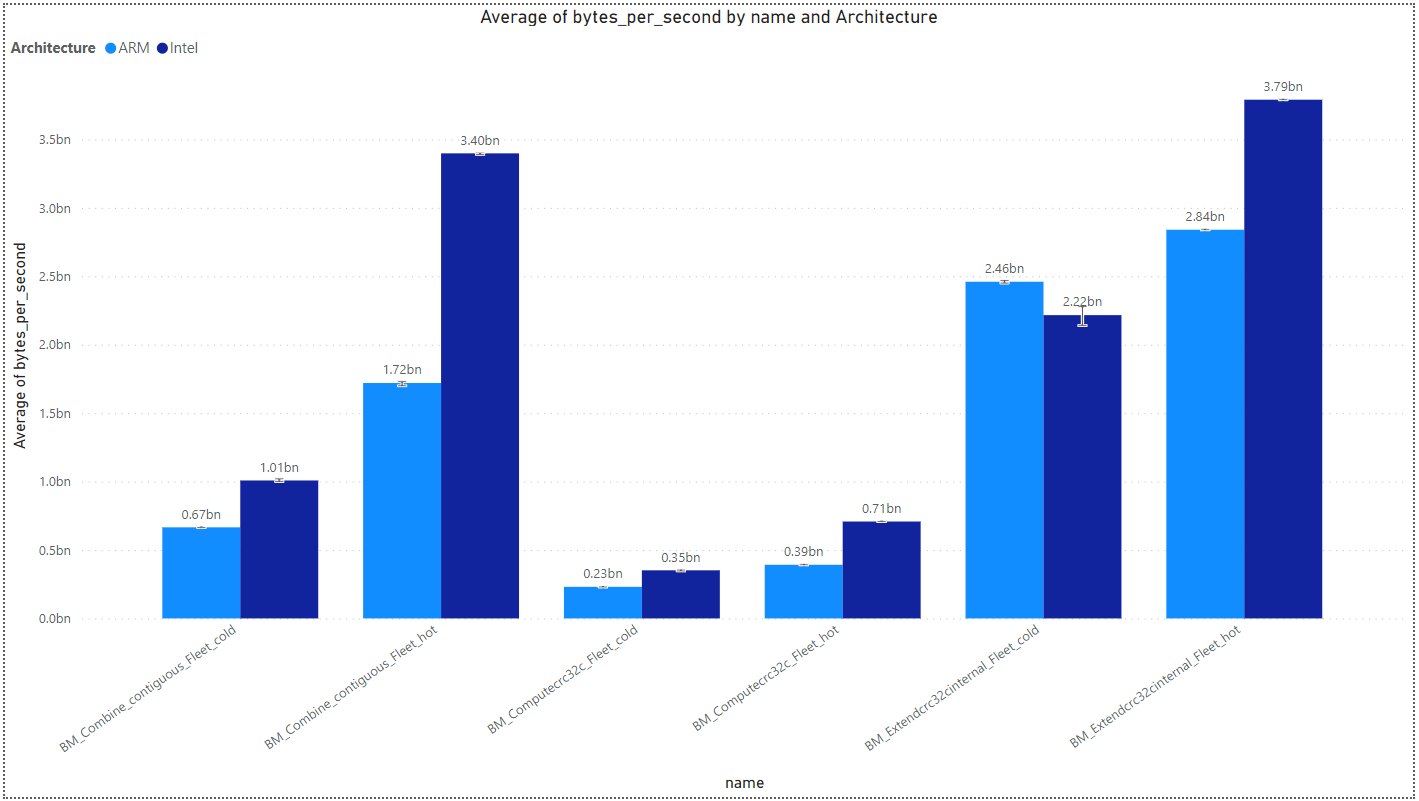 Average of bytes_per_second by name and Architecture
Architecture ARM Intel
Average of bytes_per_second
3.5bn
3.0bn
2.5bn
2.0bn
1.5bn
1.0bn
0.5bn
0.0bn
0.67bn
1.01bn
1.72bn
3.40bn
0.23bn
0.35bn
0.39bn
0.71bn
2.46bn
2.22bn
2.84bn
3.79bn
BM_Combine_contiguous_Fleet_cold
BM_Combine_contiguous_Fleet_hot
BM_Computecrc32c_Fleet_cold
BM_Computecrc32c_Fleet_hot
BM_Extendcrc32cinternal_Fleet_cold
BM_Extendcrc32cinternal_Fleet_hot
name